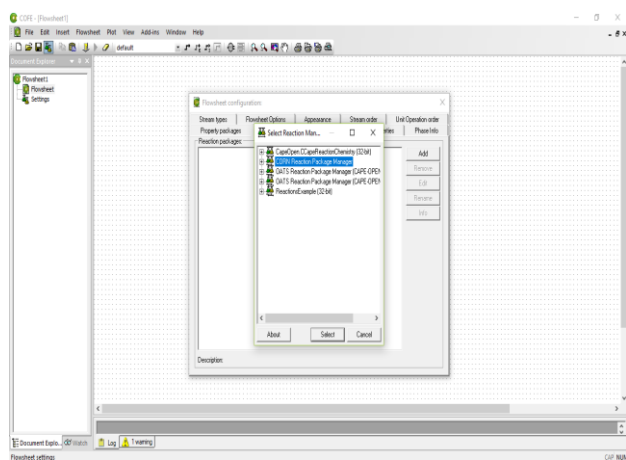 COFE - [Flowsheet1]
File Edit Insert Flowsheet Plot View Add-ins Window Help
default
Document Explorer
Flowsheet1
Flowsheet
Settings
Flowsheet configuration
Stream types Flowsheet Options Appearance Stream order Unit Operation order
Property packages Phase Info
Reaction packages:
Select Reaction Man...
CapeOpen.CCapeReactionChemistry (32-bit)
CORN Reaction Package Manager
OATS Reaction Package Manager (CAPE-OPEN
OATS Reaction Package Manager (CAPE-OPEN
ReactionsExample (32-bit)
Add
Remove
Edit
Rename
Info
About Select Cancel
Description:
Document Explo... Watch Log 1 warning
Flowsheet settings CAP NUM